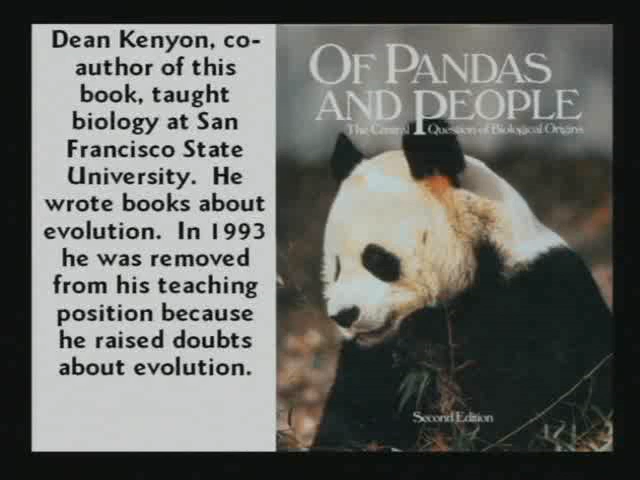 Dean Kenyon, co-
author of this
book, taught
biology at San
Francisco State
University. He
wrote books about
evolution. In 1993
he was removed
from his teaching
position because
he raised doubts
about evolution.
OF PANDAS
AND PEOPLE
The Central Question of Biological Origins
Second Edition